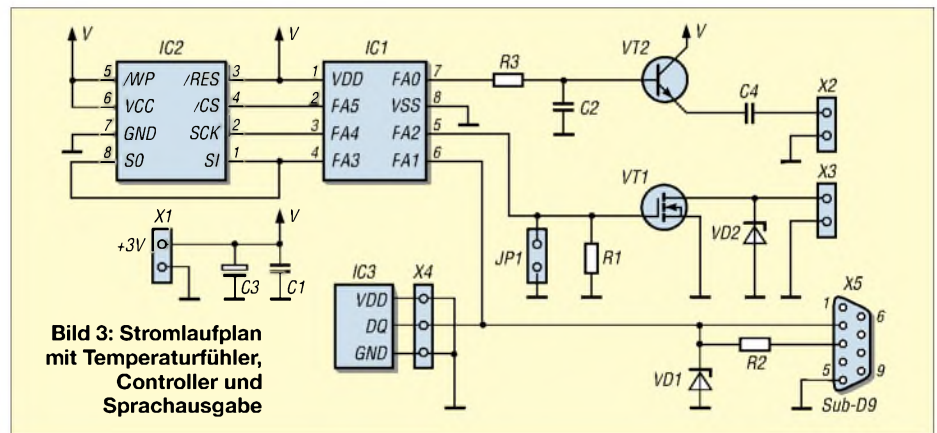 V
V
V
IC2
IC1
VT2
5 /WP /RES 3
6 VCC /CS 4
7 GND SCK 2
8 SO SI 1
1 VDD FA0 7
2 FA5 VSS 8
3 FA4 FA2 5
4 FA3 FA1 6
R3
C2
C4
X2
VT1
X3
VD2
X1
+3V
V
C3
C1
JP1
R1
IC3
X4
VDD
DQ
GND
X5
1
6
5
9
R2
VD1
Sub-D9
Bild 3: Stromlaufplan
mit Temperaturfühler,
Controller und
Sprachausgabe